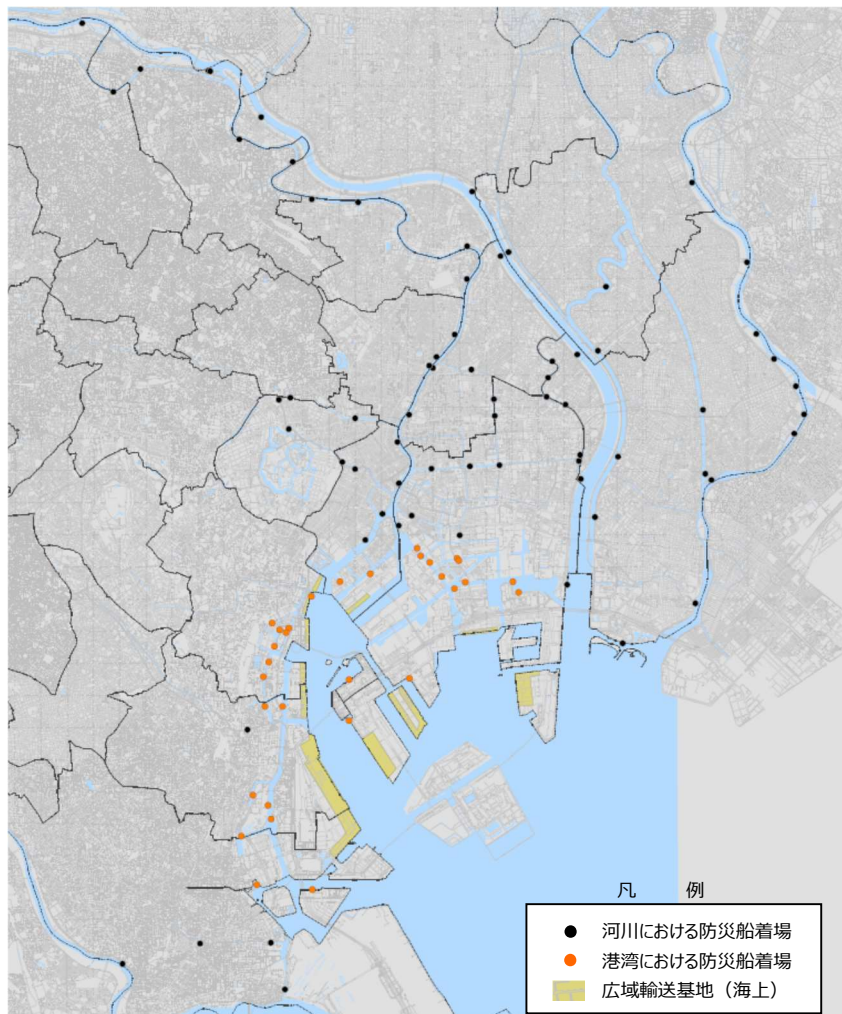 凡 例
河川における防災船着場
港湾における防災船着場
広域輸送基地（海上）